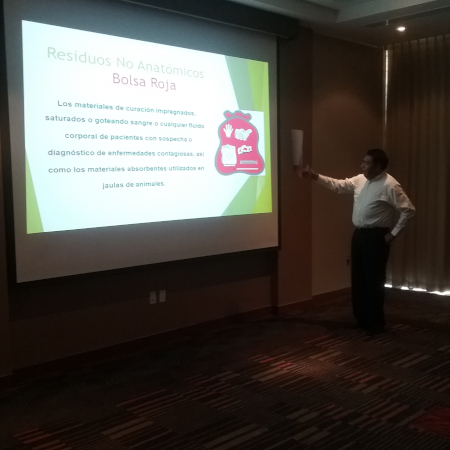 Residuos No Anatómicos
Bolsa Roja
Los materiales de curación impregnados,
saturados o goteando sangre o cualquier fluido
corporal de pacientes con sospecha o
diagnóstico de enfermedades contagiosas, así
como los materiales absorbentes utilizados en
jaulas de animales.